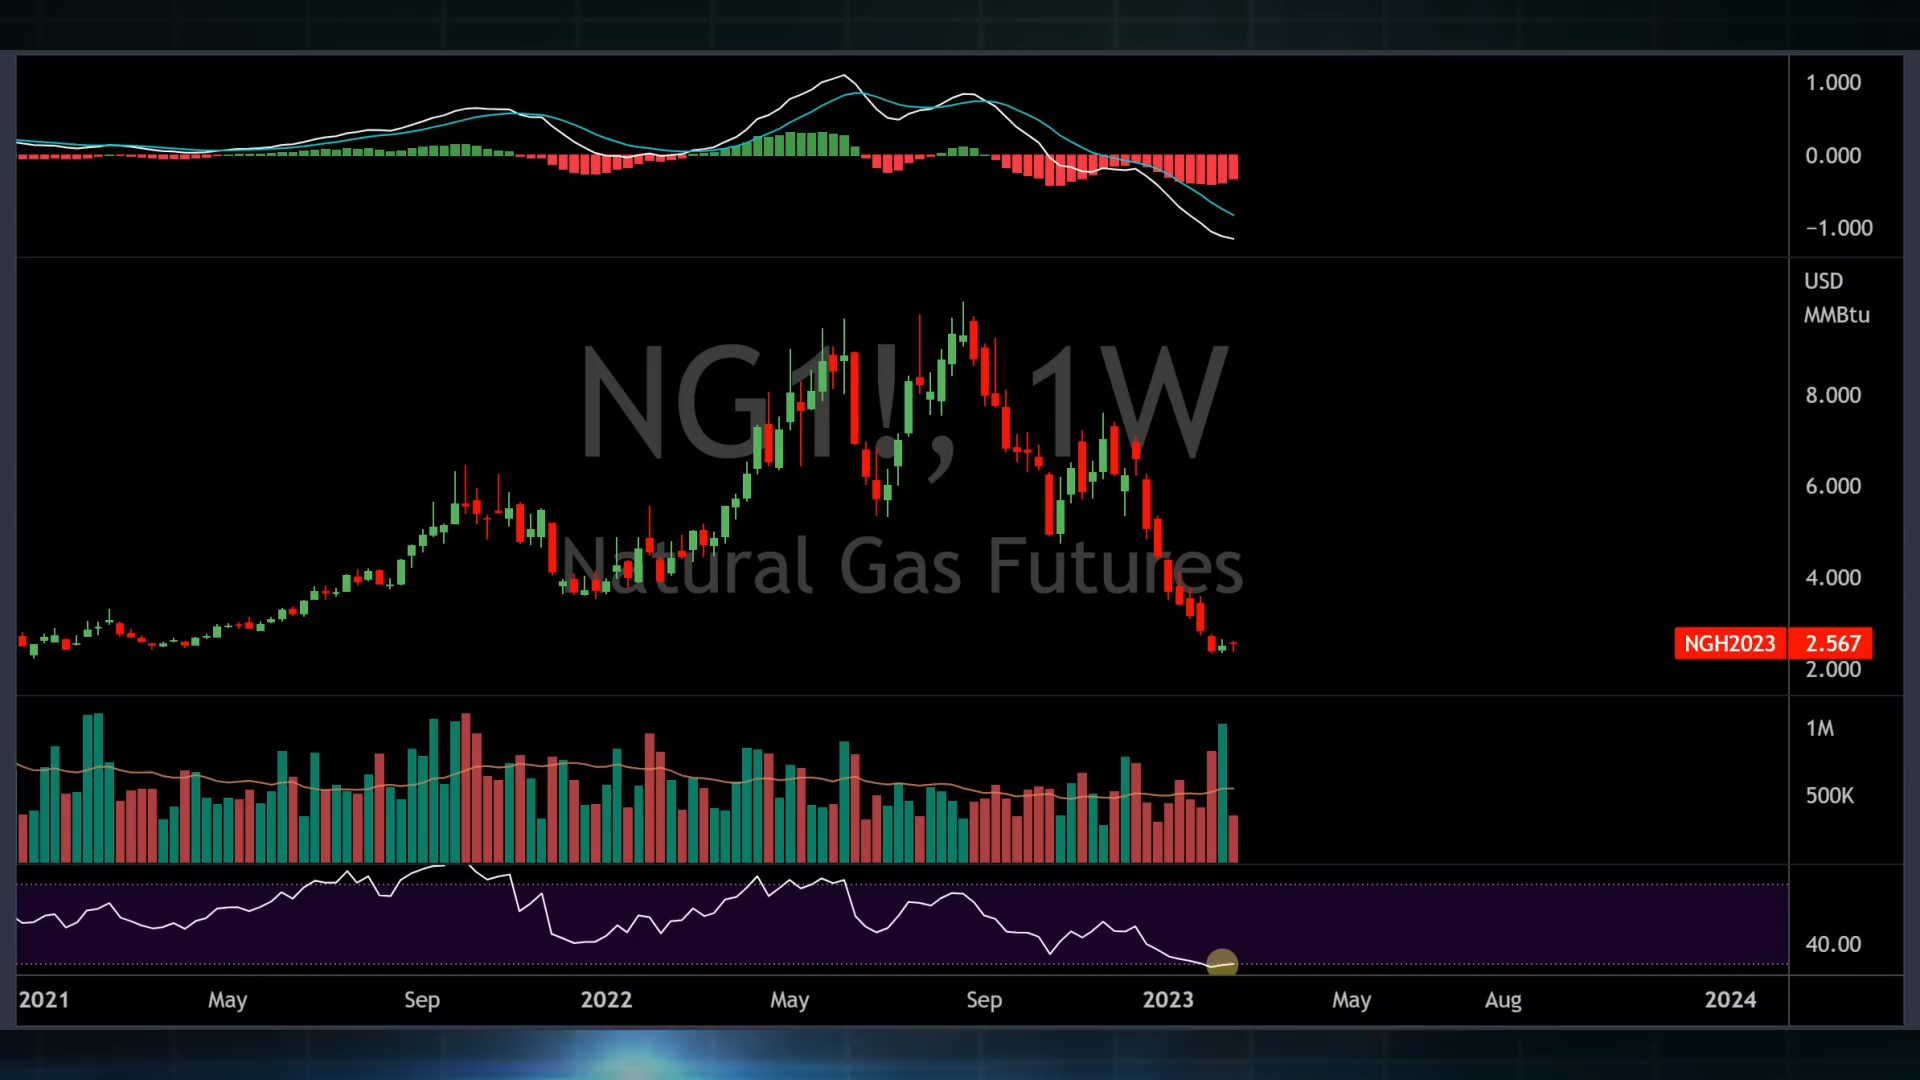 1.000
0.000
−1.000
USD
MMBtu
NG1!, 1W
Natural Gas Futures
8.000
6.000
4.000
NGH2023 2.567
2.000
1M
500K
40.00
2021 May Sep 2022 May Sep 2023 May Aug 2024